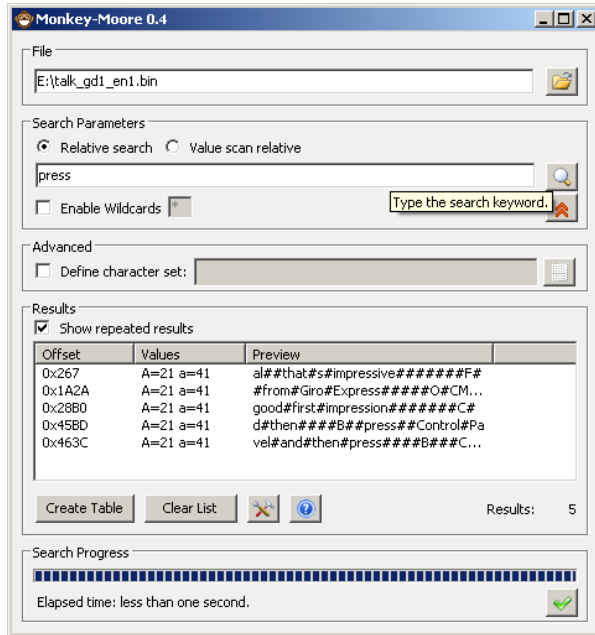 Monkey-Moore 0.4
File
E:\talk_gd1_en1.bin
Search Parameters
Relative search Value scan relative
press
Type the search keyword.
Enable Wildcards *
Advanced
Define character set:
Results
Show repeated results
Offset Values Preview
0x267 A=21 a=41 al##that#s#impressive#######F#
0x1A2A A=21 a=41 #from#Giro#Express#####O#CM...
0x28B0 A=21 a=41 good#first#impression#######C#
0x45BD A=21 a=41 d#then####B##press##Control#Pa
0x463C A=21 a=41 vel#and#then#press####B###C...
Create Table Clear List Results: 5
Search Progress
Elapsed time: less than one second.